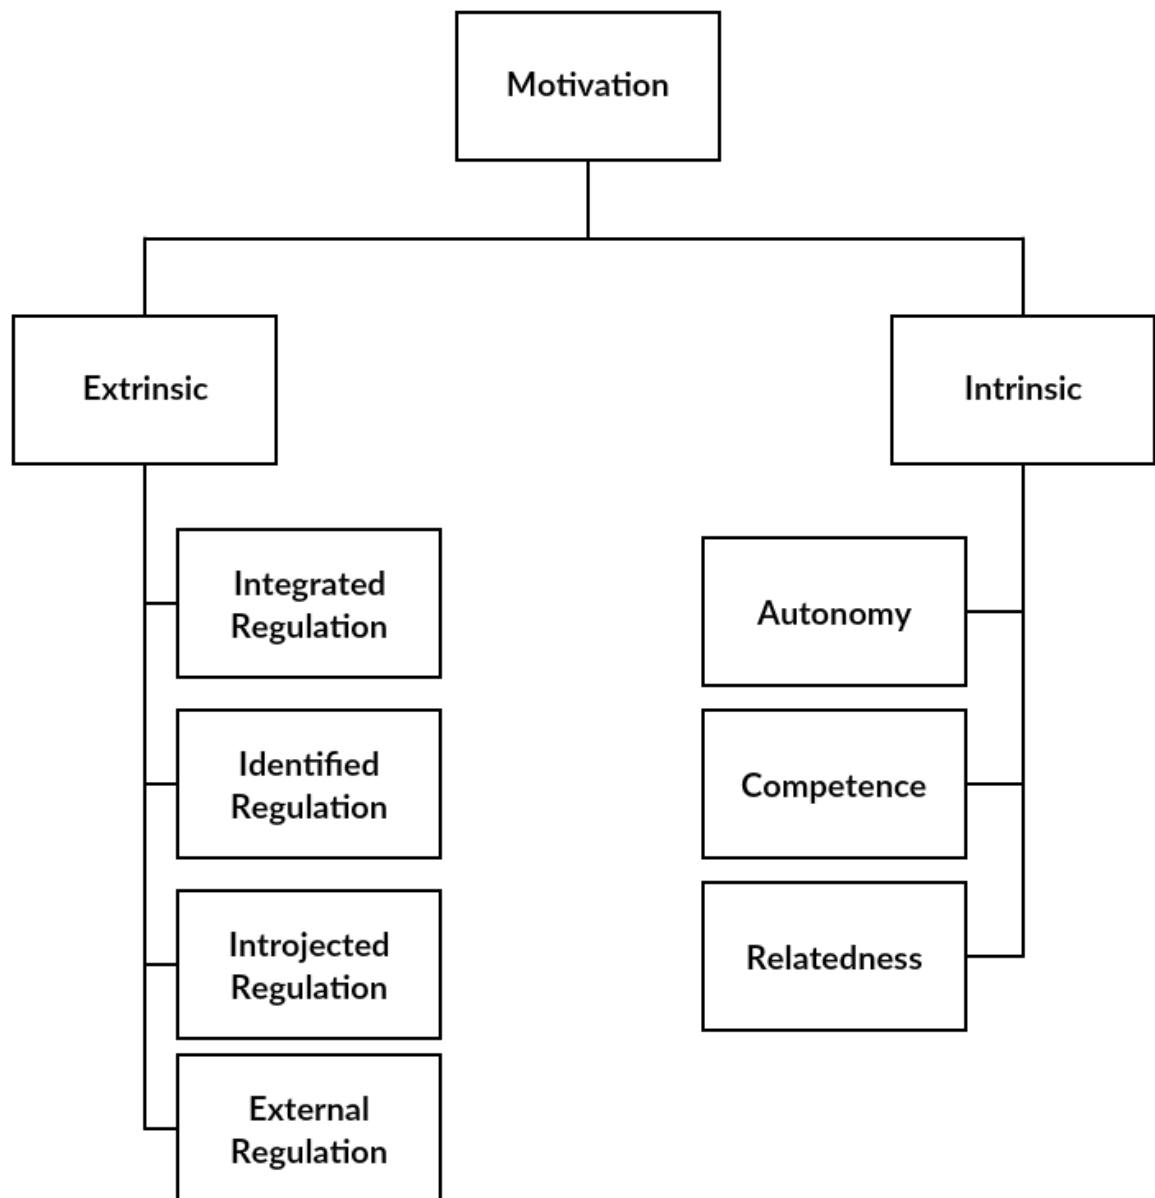 Motivation
Extrinsic
Intrinsic
Integrated
Regulation
Identified
Regulation
Introjected
Regulation
External
Regulation
Autonomy
Competence
Relatedness